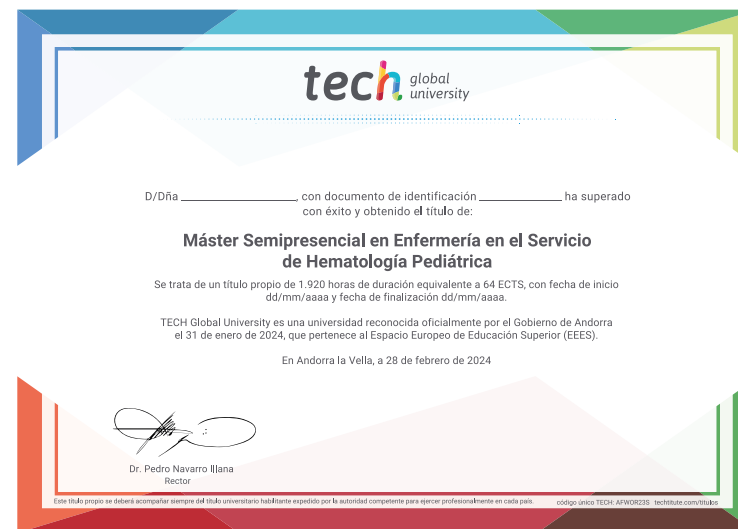 tech global university
D/Dña ______________, con documento de identificación ______________ ha superado
con éxito y obtenido el título de:
Máster Semipresencial en Enfermería en el Servicio
de Hematología Pediátrica
Se trata de un título propio de 1.920 horas de duración equivalente a 64 ECTS, con fecha de inicio
dd/mm/aaaa y fecha de finalización dd/mm/aaaa.
TECH Global University es una universidad reconocida oficialmente por el Gobierno de Andorra
el 31 de enero de 2024, que pertenece al Espacio Europeo de Educación Superior (EEES).
En Andorra la Vella, a 28 de febrero de 2024
Dr. Pedro Navarro Illana
Rector
Este título propio se deberá acompañar siempre del título universitario habilitante expedido por la autoridad competente para ejercer profesionalmente en cada país. código único TECH: AFWOR23S techtitute.com/titulos